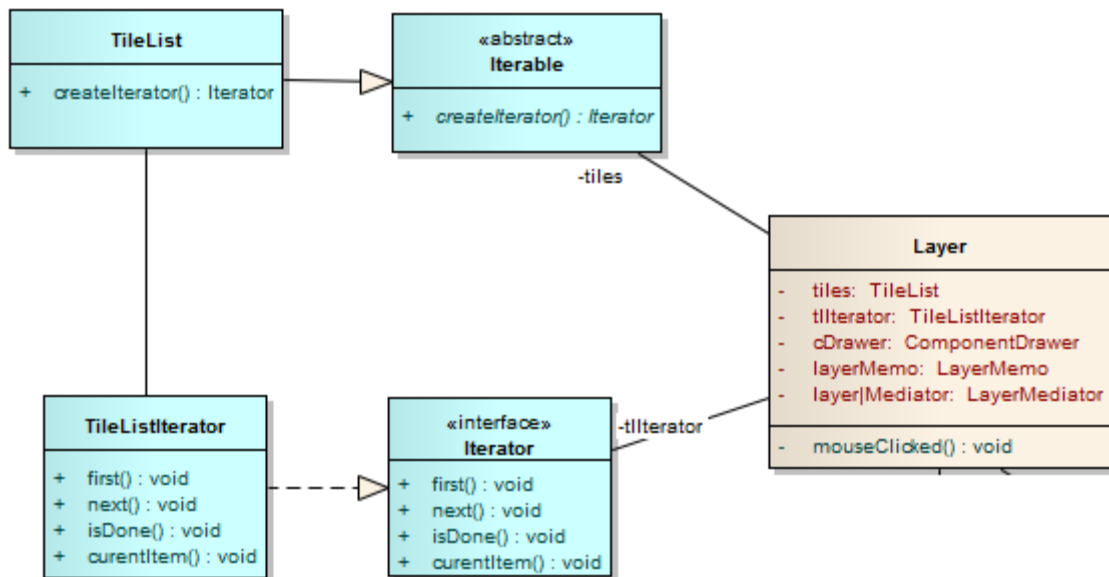 TileList
+ createIterator() : Iterator
«abstract»
Iterable
+ createIterator() : Iterator
-tiles
Layer
- tiles: TileList
- tlIterator: TileListIterator
- cDrawer: ComponentDrawer
- layerMemo: LayerMemo
- layer|Mediator: LayerMediator
- mouseClicked() : void
TileListIterator
+ first() : void
+ next() : void
+ isDone() : void
+ curentItem() : void
«interface»
Iterator
+ first() : void
+ next() : void
+ isDone() : void
+ curentItem() : void
-tlIterator